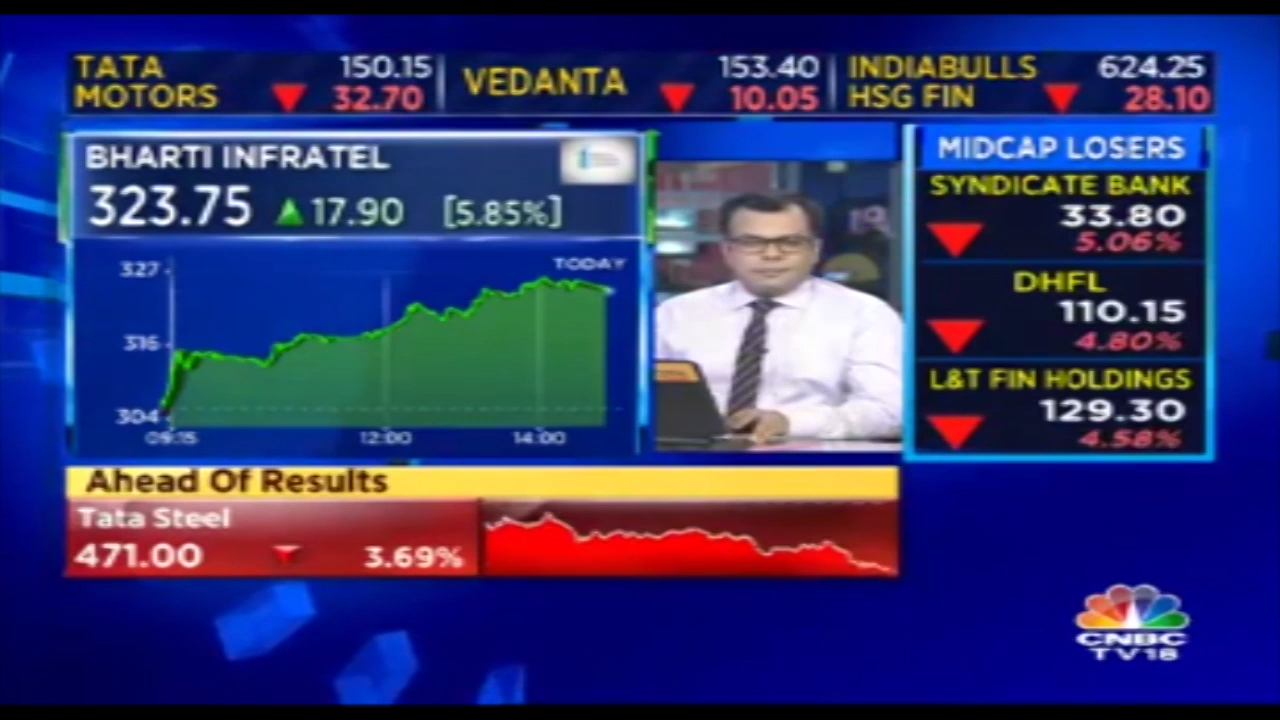 TATA MOTORS 150.15 32.70
VEDANTA 153.40 10.05
INDIABULLS HSG FIN 624.25 28.10
BHARTI INFRATEL
323.75 17.90 [5.85%]
TODAY
327
316
304
09:15 12:00 14:00
MIDCAP LOSERS
SYNDICATE BANK
33.80
5.06%
DHFL
110.15
4.80%
L&T FIN HOLDINGS
129.30
4.58%
Ahead Of Results
Tata Steel
471.00 3.69%
CNBC
TV18